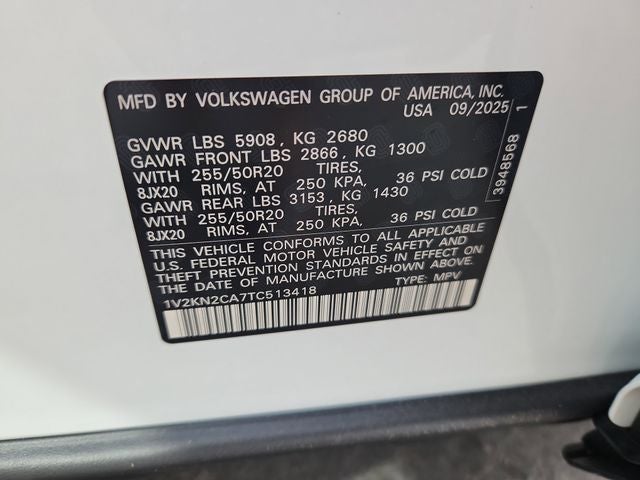 MFD BY VOLKSWAGEN GROUP OF AMERICA, INC.
USA 09/2025
GVWR LBS 5908, KG 2680
GAWR FRONT LBS 2866, KG 1300
WITH 255/50R20 TIRES,
8JX20 RIMS, AT 250 KPA, 36 PSI COLD
GAWR REAR LBS 3153, KG 1430
WITH 255/50R20 TIRES,
8JX20 RIMS, AT 250 KPA, 36 PSI COLD
THIS VEHICLE CONFORMS TO ALL APPLICABLE
U.S. FEDERAL MOTOR VEHICLE SAFETY AND
THEFT PREVENTION STANDARDS IN EFFECT ON
THE DATE OF MANUFACTURE SHOWN ABOVE.
1V2KN2CA7TC513418 TYPE: MPV
3948568 1